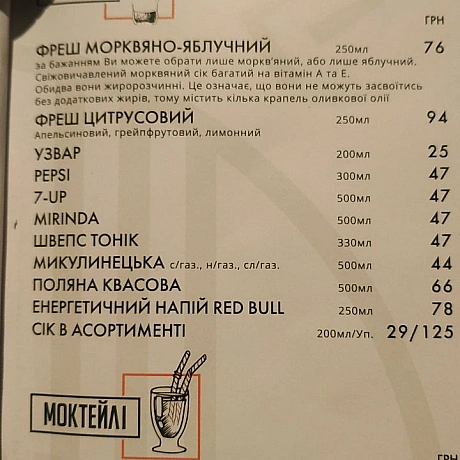 ГРН
ФРЕШ МОРКВЯНО-ЯБЛУЧНИЙ 250мл 76
за бажанням Ви можете обрати лише моркв'яний, або лише яблучний.
Свіжовичавлений морквяний сік багатий на вітамін А та Е.
Обидва вони жиророзчинні. Це означає, що вони не можуть засвоїтись
без додаткових жирів, тому містить кілька крапель оливкової олії
ФРЕШ ЦИТРУСОВИЙ 250мл 94
Апельсиновий, грейпфрутовий, лимонний
УЗВАР 200мл 25
PEPSI 300мл 47
7-UP 500мл 47
MIRINDA 500мл 47
ШВЕПС ТОНІК 330мл 47
МИКУЛИНЕЦЬКА с/газ., н/газ., сл/газ. 500мл 44
ПОЛЯНА КВАСОВА 500мл 66
ЕНЕРГЕТИЧНИЙ НАПІЙ RED BULL 250мл 78
СІК В АСОРТИМЕНТІ 200мл/Уп. 29/125
МОКТЕЙЛІ
ГРН